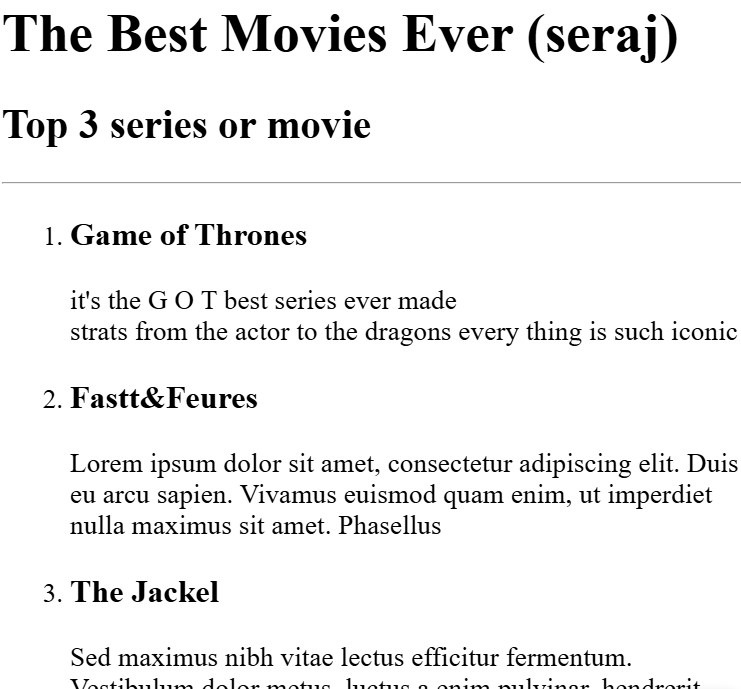 The Best Movies Ever (seraj)
Top 3 series or movie
1. Game of Thrones
it's the G O T best series ever made
strats from the actor to the dragons every thing is such iconic
2. Fastt&Feures
Lorem ipsum dolor sit amet, consectetur adipiscing elit. Duis
eu arcu sapien. Vivamus euismod quam enim, ut imperdiet
nulla maximus sit amet. Phasellus
3. The Jackel
Sed maximus nibh vitae lectus efficitur fermentum.
Vestibulum dolor metus, luctus a enim pulvinar, hendrerit